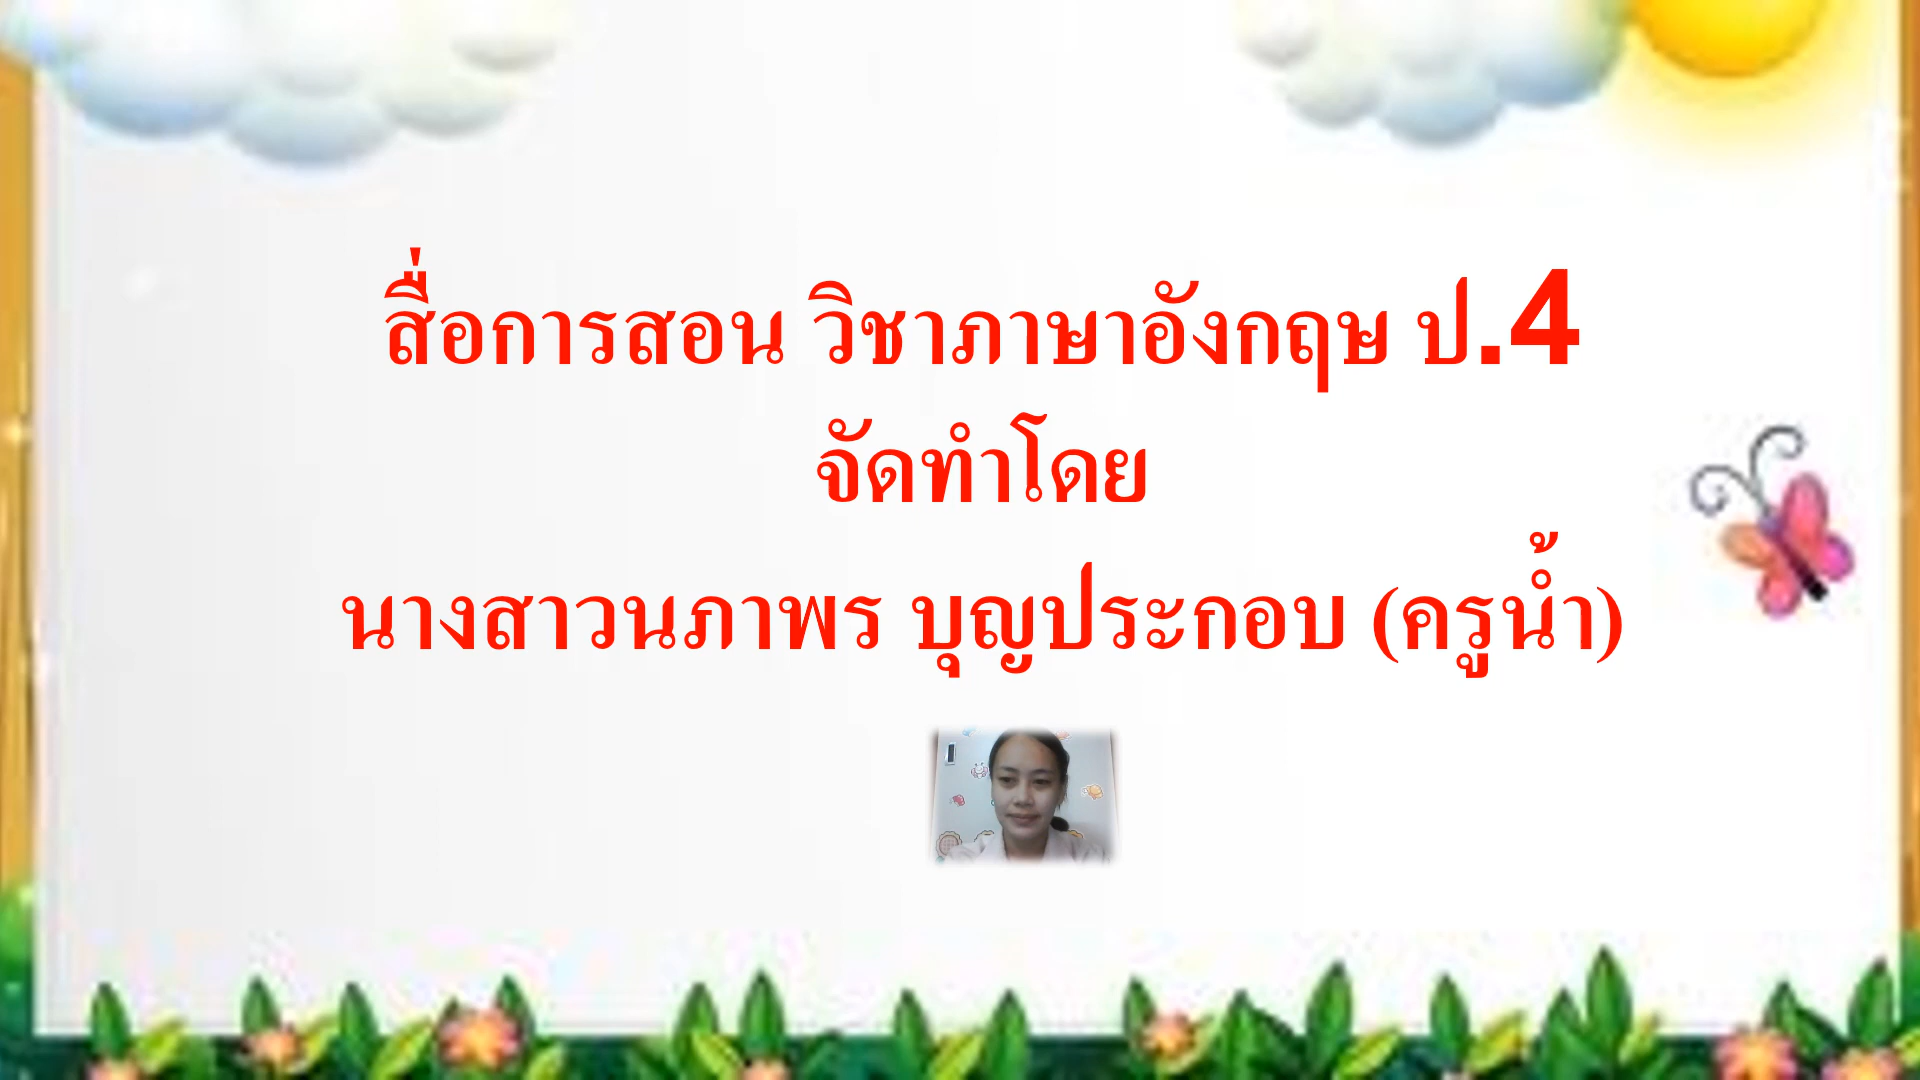 สื่อการสอน วิชาภาษาอังกฤษ ป.4
จัดทำโดย
นางสาวนภาพร บุญประกอบ (ครูน้ำ)